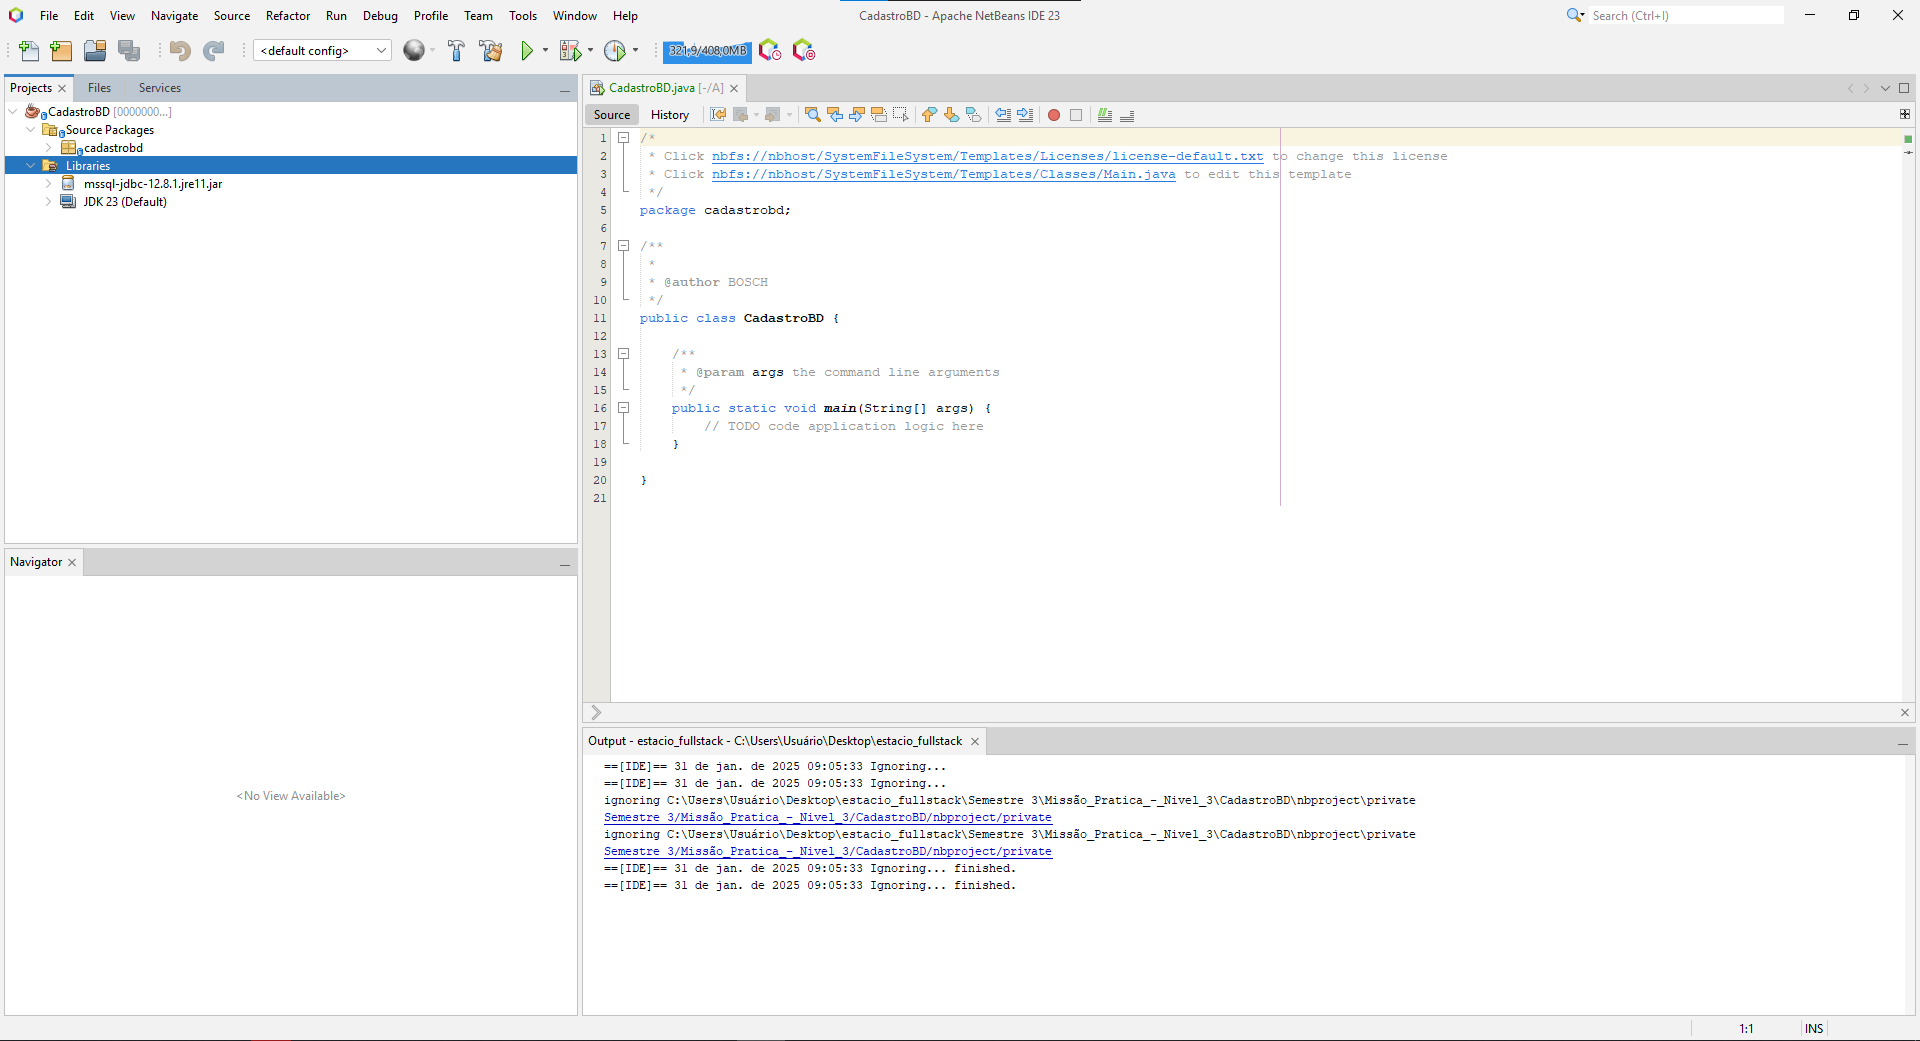 File Edit View Navigate Source Refactor Run Debug Profile Team Tools Window Help
CadastroBD - Apache NetBeans IDE 23
Search (Ctrl+I)
<default config>
321,9/408,0MB
Projects
Files
Services
CadastroBD [0000000...]
Source Packages
cadastrobd
Libraries
mssql-jdbc-12.8.1.jre11.jar
JDK 23 (Default)
Navigator
<No View Available>
CadastroBD.java [-/A]
Source
History
1 /*
2  * Click nbfs://nbhost/SystemFileSystem/Templates/Licenses/license-default.txt to change this license
3  * Click nbfs://nbhost/SystemFileSystem/Templates/Classes/Main.java to edit this template
4  */
5 package cadastrobd;
6
7 /**
8  *
9  * @author BOSCH
10  */
11 public class CadastroBD {
12
13     /**
14      * @param args the command line arguments
15      */
16     public static void main(String[] args) {
17         // TODO code application logic here
18     }
19
20 }
21
Output - estacio_fullstack - C:\Users\Usuário\Desktop\estacio_fullstack
==[IDE]== 31 de jan. de 2025 09:05:33 Ignoring...
==[IDE]== 31 de jan. de 2025 09:05:33 Ignoring...
ignoring C:\Users\Usuário\Desktop\estacio_fullstack\Semestre 3\Missão_Pratica_-_Nivel_3\CadastroBD\nbproject\private
Semestre 3/Missão_Pratica_-_Nivel_3/CadastroBD/nbproject/private
ignoring C:\Users\Usuário\Desktop\estacio_fullstack\Semestre 3\Missão_Pratica_-_Nivel_3\CadastroBD\nbproject\private
Semestre 3/Missão_Pratica_-_Nivel_3/CadastroBD/nbproject/private
==[IDE]== 31 de jan. de 2025 09:05:33 Ignoring... finished.
==[IDE]== 31 de jan. de 2025 09:05:33 Ignoring... finished.
1:1
INS